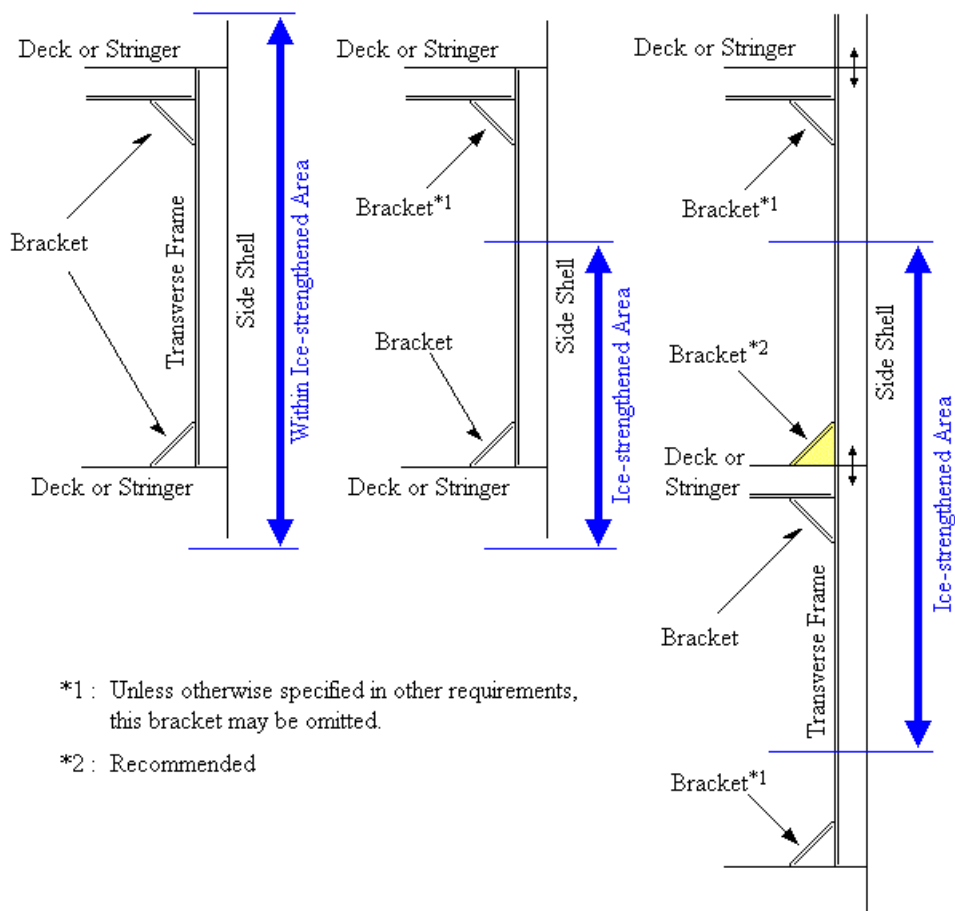 Deck or Stringer
Bracket
Transverse Frame
Side Shell
Within Ice-strengthened Area
Deck or Stringer
Deck or Stringer
Bracket*1
Side Shell
Ice-strengthened Area
Bracket
Deck or Stringer
Deck or Stringer
Bracket*1
Bracket*2
Side Shell
Ice-strengthened Area
Deck or
Stringer
Bracket
Transverse Frame
Bracket*1
*1 : Unless otherwise specified in other requirements,
this bracket may be omitted.
*2 : Recommended